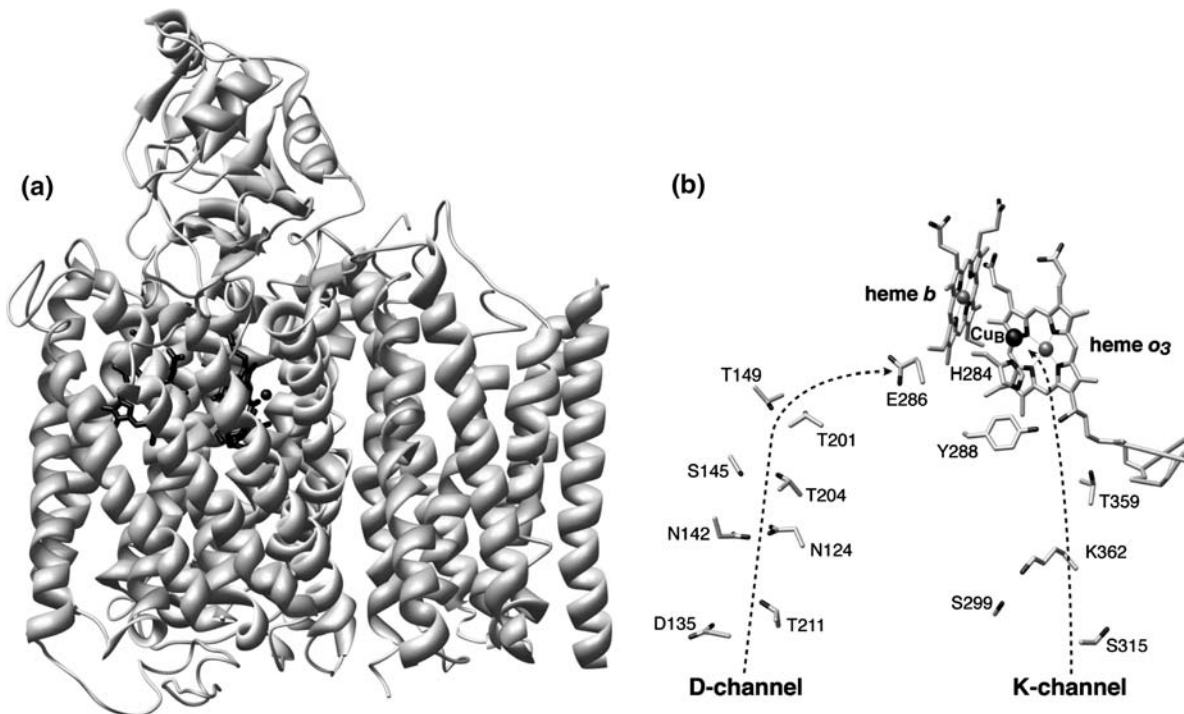 (a)
(b)
heme b
CuB
heme o3
H284
E286
T149
T201
Y288
S145
T204
T359
N142
N124
K362
S299
D135
T211
S315
D-channel
K-channel